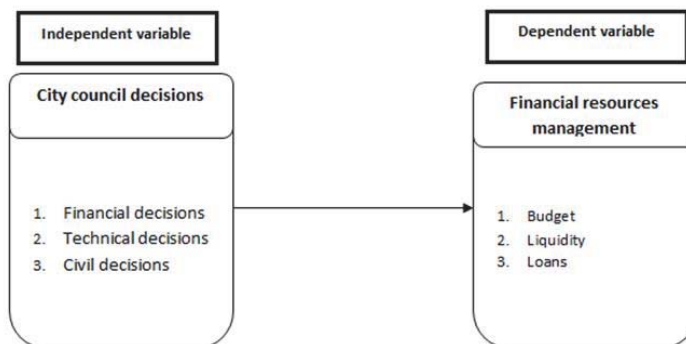 Independent variable
City council decisions
1. Financial decisions
2. Technical decisions
3. Civil decisions
Dependent variable
Financial resources
management
1. Budget
2. Liquidity
3. Loans